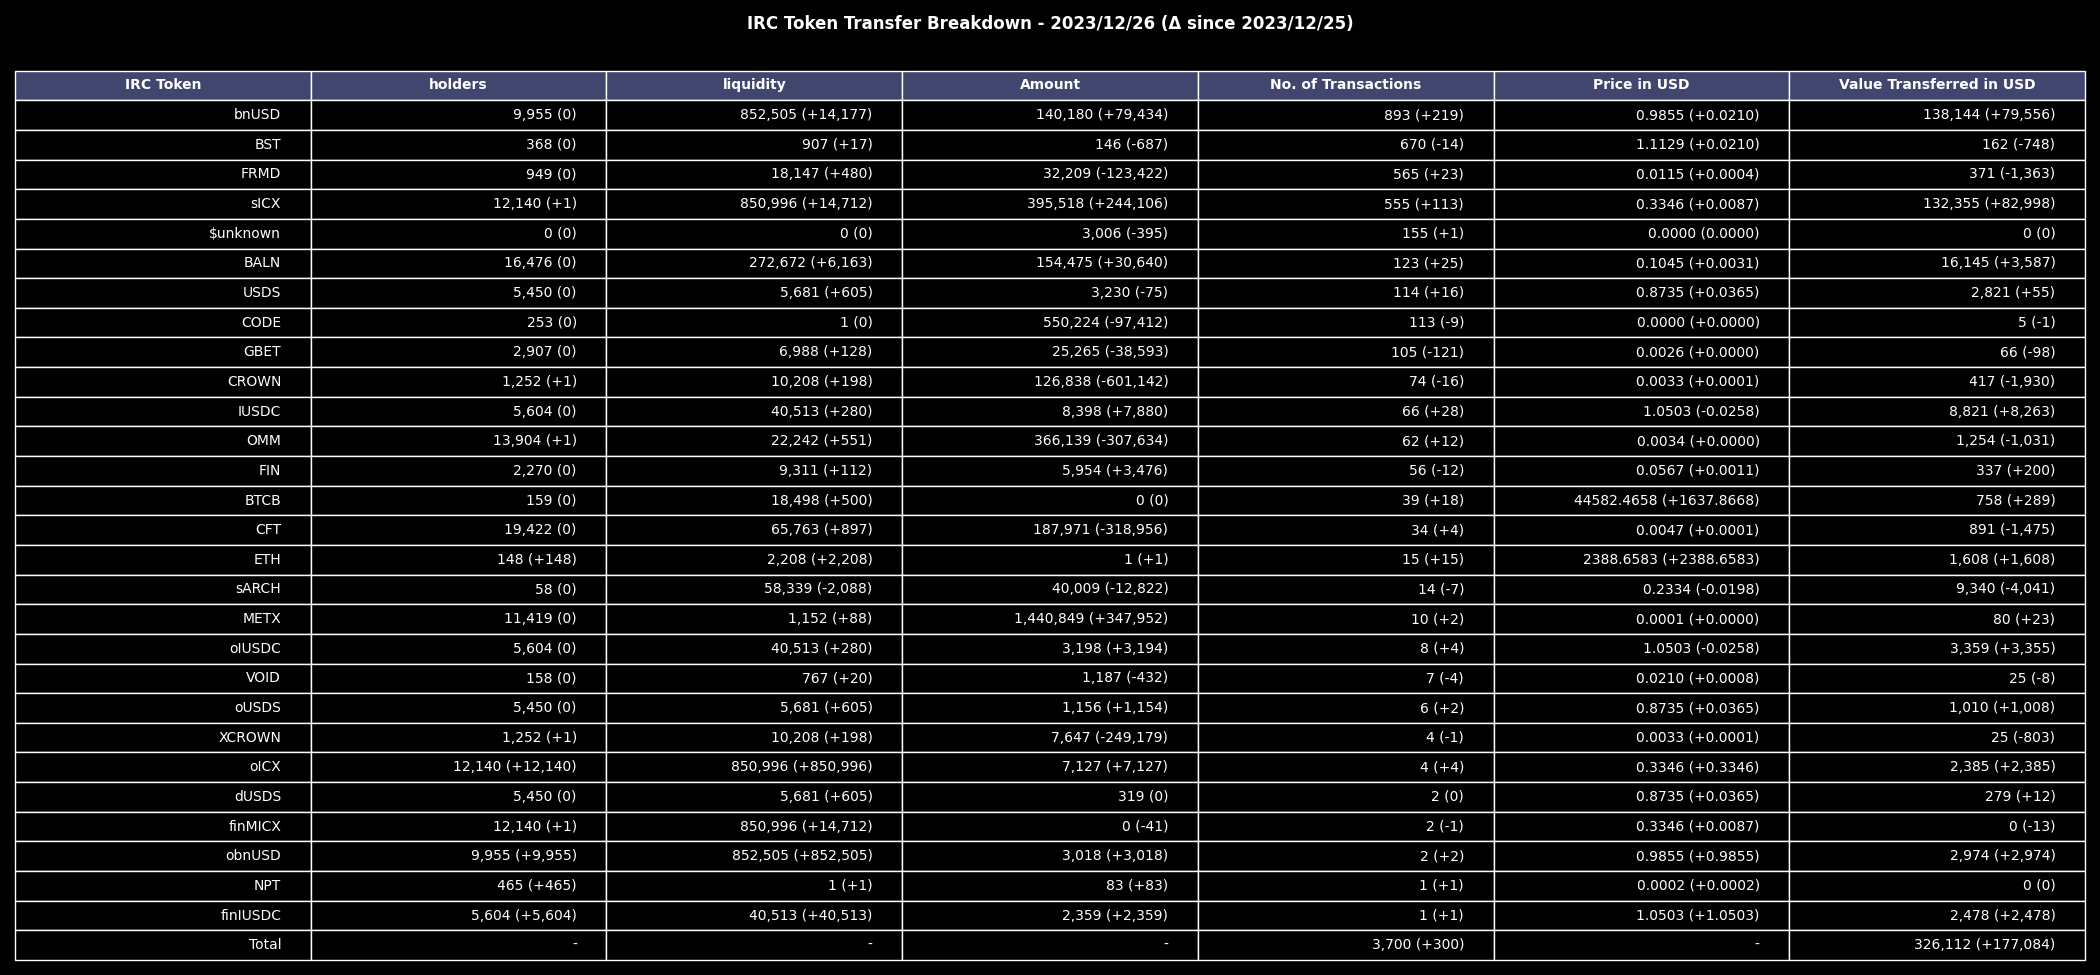 IRC Token Transfer Breakdown - 2023/12/26 (Δ since 2023/12/25)
IRC Token holders liquidity Amount No. of Transactions Price in USD Value Transferred in USD
bnUSD 9,955 (0) 852,505 (+14,177) 140,180 (+79,434) 893 (+219) 0.9855 (+0.0210) 138,144 (+79,556)
BST 368 (0) 907 (+17) 146 (-687) 670 (-14) 1.1129 (+0.0210) 162 (-748)
FRMD 949 (0) 18,147 (+480) 32,209 (-123,422) 565 (+23) 0.0115 (+0.0004) 371 (-1,363)
sICX 12,140 (+1) 850,996 (+14,712) 395,518 (+244,106) 555 (+113) 0.3346 (+0.0087) 132,355 (+82,998)
$unknown 0 (0) 0 (0) 3,006 (-395) 155 (+1) 0.0000 (0.0000) 0 (0)
BALN 16,476 (0) 272,672 (+6,163) 154,475 (+30,640) 123 (+25) 0.1045 (+0.0031) 16,145 (+3,587)
USDS 5,450 (0) 5,681 (+605) 3,230 (-75) 114 (+16) 0.8735 (+0.0365) 2,821 (+55)
CODE 253 (0) 1 (0) 550,224 (-97,412) 113 (-9) 0.0000 (+0.0000) 5 (-1)
GBET 2,907 (0) 6,988 (+128) 25,265 (-38,593) 105 (-121) 0.0026 (+0.0000) 66 (-98)
CROWN 1,252 (+1) 10,208 (+198) 126,838 (-601,142) 74 (-16) 0.0033 (+0.0001) 417 (-1,930)
IUSDC 5,604 (0) 40,513 (+280) 8,398 (+7,880) 66 (+28) 1.0503 (-0.0258) 8,821 (+8,263)
OMM 13,904 (+1) 22,242 (+551) 366,139 (-307,634) 62 (+12) 0.0034 (+0.0000) 1,254 (-1,031)
FIN 2,270 (0) 9,311 (+112) 5,954 (+3,476) 56 (-12) 0.0567 (+0.0011) 337 (+200)
BTCB 159 (0) 18,498 (+500) 0 (0) 39 (+18) 44582.4658 (+1637.8668) 758 (+289)
CFT 19,422 (0) 65,763 (+897) 187,971 (-318,956) 34 (+4) 0.0047 (+0.0001) 891 (-1,475)
ETH 148 (+148) 2,208 (+2,208) 1 (+1) 15 (+15) 2388.6583 (+2388.6583) 1,608 (+1,608)
sARCH 58 (0) 58,339 (-2,088) 40,009 (-12,822) 14 (-7) 0.2334 (-0.0198) 9,340 (-4,041)
METX 11,419 (0) 1,152 (+88) 1,440,849 (+347,952) 10 (+2) 0.0001 (+0.0000) 80 (+23)
oIUSDC 5,604 (0) 40,513 (+280) 3,198 (+3,194) 8 (+4) 1.0503 (-0.0258) 3,359 (+3,355)
VOID 158 (0) 767 (+20) 1,187 (-432) 7 (-4) 0.0210 (+0.0008) 25 (-8)
oUSDS 5,450 (0) 5,681 (+605) 1,156 (+1,154) 6 (+2) 0.8735 (+0.0365) 1,010 (+1,008)
XCROWN 1,252 (+1) 10,208 (+198) 7,647 (-249,179) 4 (-1) 0.0033 (+0.0001) 25 (-803)
oICX 12,140 (+12,140) 850,996 (+850,996) 7,127 (+7,127) 4 (+4) 0.3346 (+0.3346) 2,385 (+2,385)
dUSDS 5,450 (0) 5,681 (+605) 319 (0) 2 (0) 0.8735 (+0.0365) 279 (+12)
finMICX 12,140 (+1) 850,996 (+14,712) 0 (-41) 2 (-1) 0.3346 (+0.0087) 0 (-13)
obnUSD 9,955 (+9,955) 852,505 (+852,505) 3,018 (+3,018) 2 (+2) 0.9855 (+0.9855) 2,974 (+2,974)
NPT 465 (+465) 1 (+1) 83 (+83) 1 (+1) 0.0002 (+0.0002) 0 (0)
finIUSDC 5,604 (+5,604) 40,513 (+40,513) 2,359 (+2,359) 1 (+1) 1.0503 (+1.0503) 2,478 (+2,478)
Total - - - 3,700 (+300) - 326,112 (+177,084)